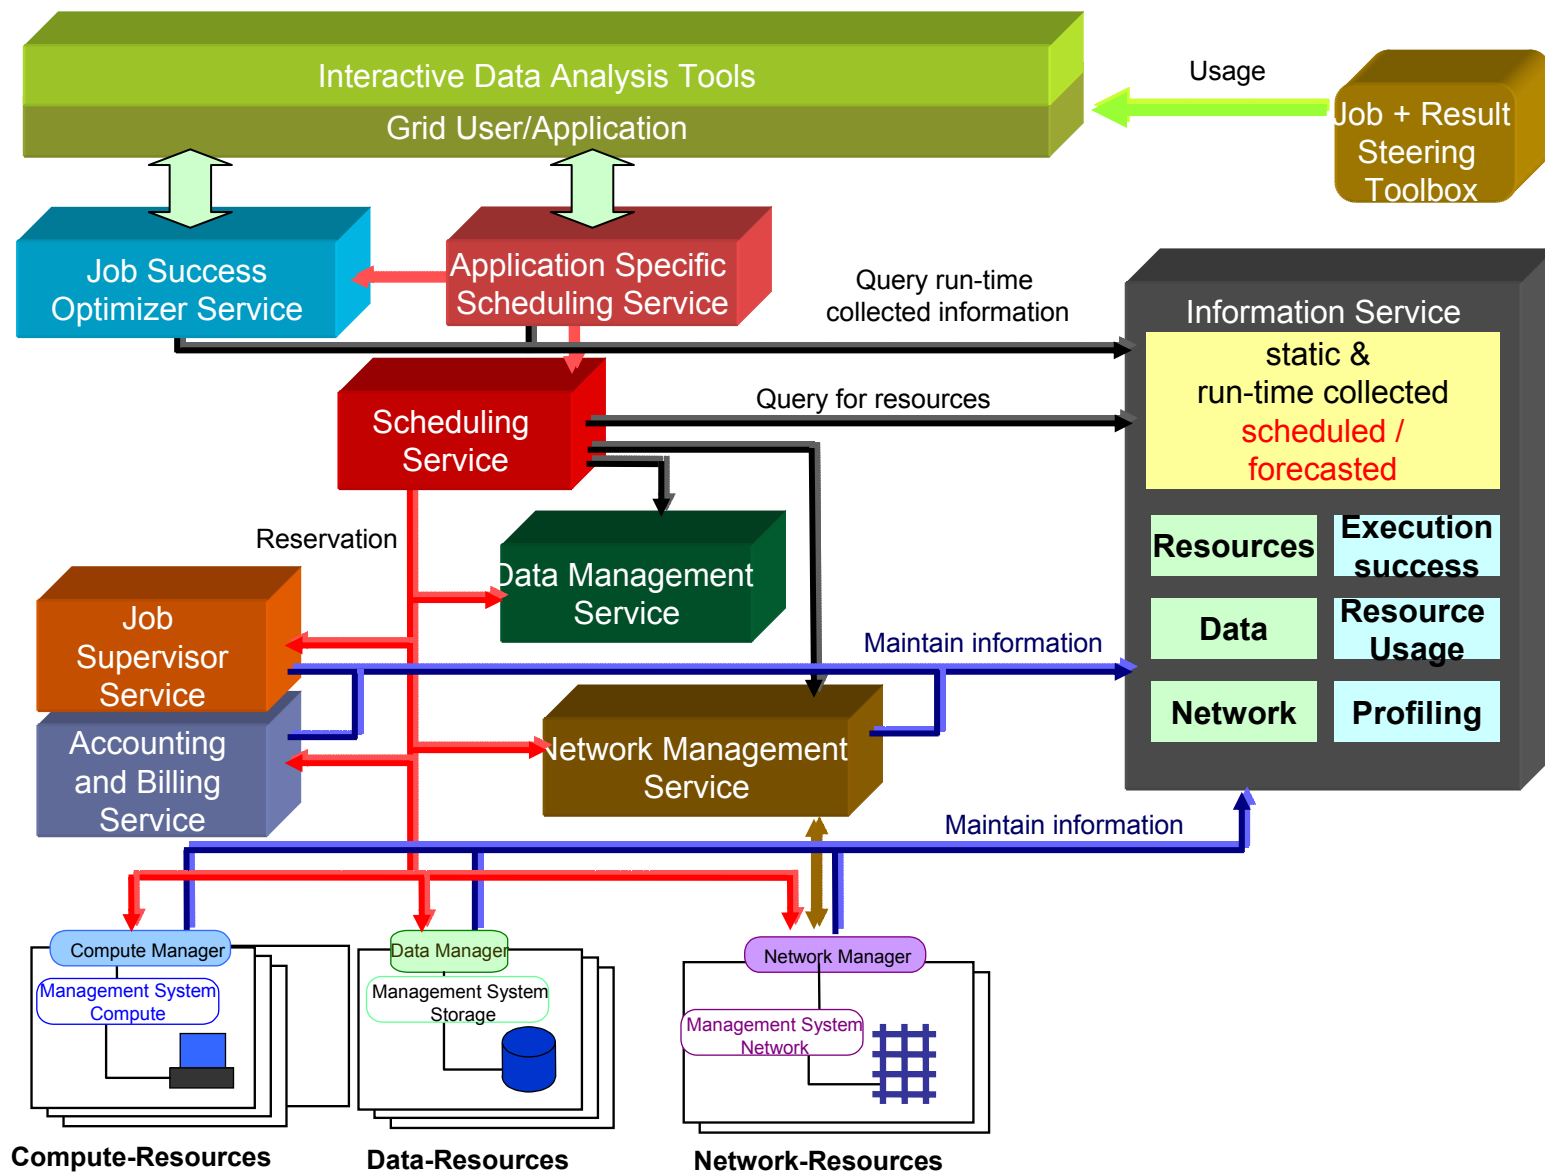 Interactive Data Analysis Tools
Grid User/Application
Usage
Job + Result
Steering
Toolbox
Job Success
Optimizer Service
Application Specific
Scheduling Service
Query run-time
collected information
Information Service
static &
run-time collected
scheduled /
forecasted
Scheduling
Service
Query for resources
Resources
Execution
success
Reservation
Data Management
Service
Data
Resource
Usage
Job
Supervisor
Service
Maintain information
Network
Profiling
Accounting
and Billing
Service
Network Management
Service
Maintain information
Compute Manager
Management System
Compute
Data Manager
Management System
Storage
Network Manager
Management System
Network
Compute-Resources
Data-Resources
Network-Resources